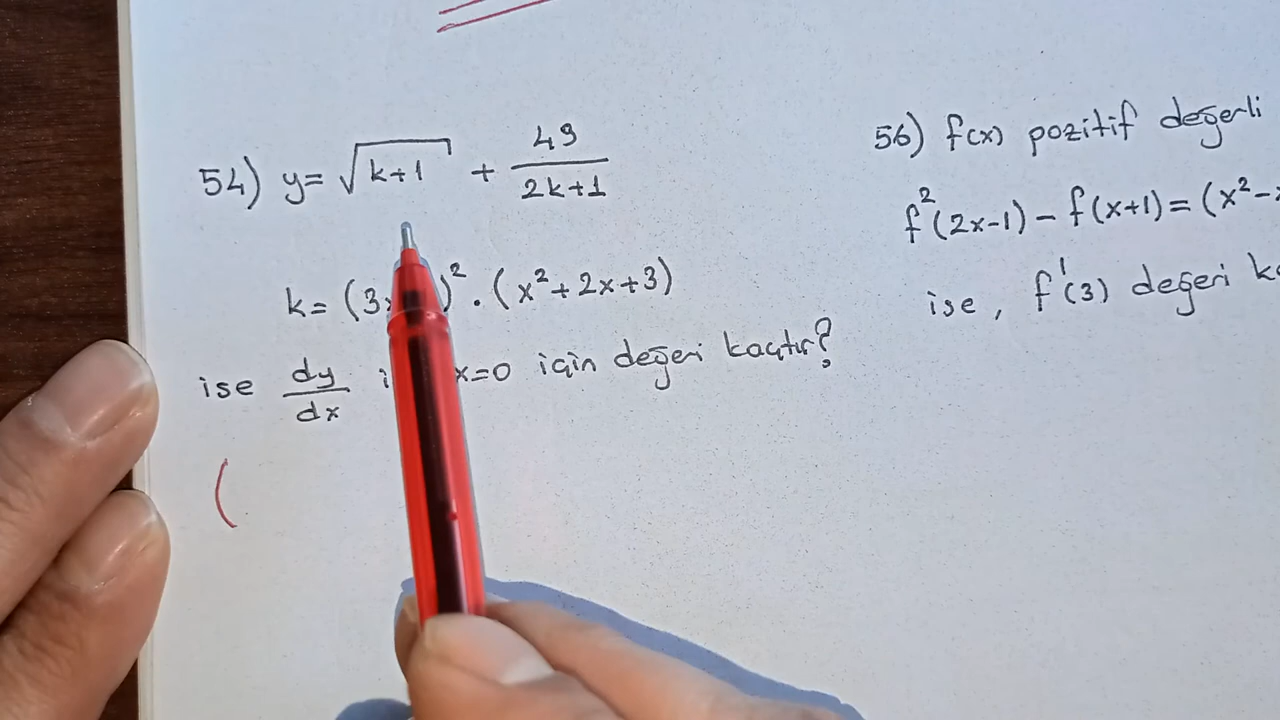 54) y= √(k+1) + 49/(2k+1)
k= (3x )² . (x²+2x+3)
ise dy/dx x=0 için değeri kaçtır?
(
56) f(x) pozitif değerli
f²(2x-1) - f(x+1) = (x²-
ise, f'(3) değeri